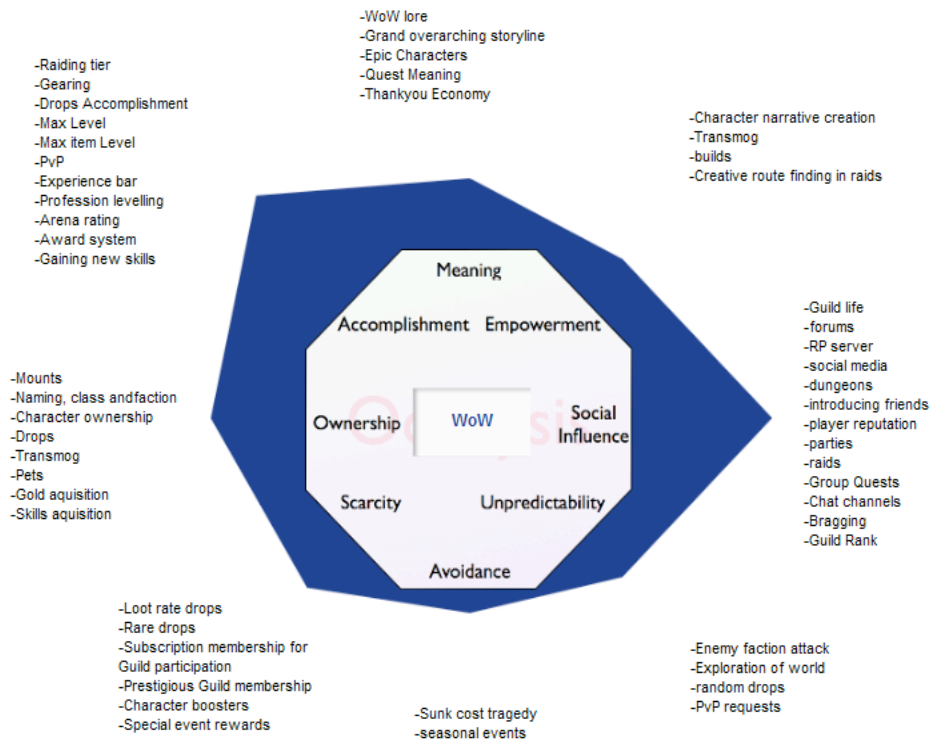 -WoW lore
-Grand overarching storyline
-Epic Characters
-Quest Meaning
-Thankyou Economy
-Raiding tier
-Gearing
-Drops Accomplishment
-Max Level
-Max item Level
-PvP
-Experience bar
-Profession levelling
-Arena rating
-Award system
-Gaining new skills
-Character narrative creation
-Transmog
-builds
-Creative route finding in raids
Meaning
Accomplishment
Empowerment
Ownership
WoW
Social
Influence
Scarcity
Unpredictability
Avoidance
-Mounts
-Naming, class andfaction
-Character ownership
-Drops
-Transmog
-Pets
-Gold aquisition
-Skills aquisition
-Guild life
-forums
-RP server
-social media
-dungeons
-introducing friends
-player reputation
-parties
-raids
-Group Quests
-Chat channels
-Bragging
-Guild Rank
-Loot rate drops
-Rare drops
-Subscription membership for
Guild participation
-Prestigious Guild membership
-Character boosters
-Special event rewards
-Sunk cost tragedy
-seasonal events
-Enemy faction attack
-Exploration of world
-random drops
-PvP requests